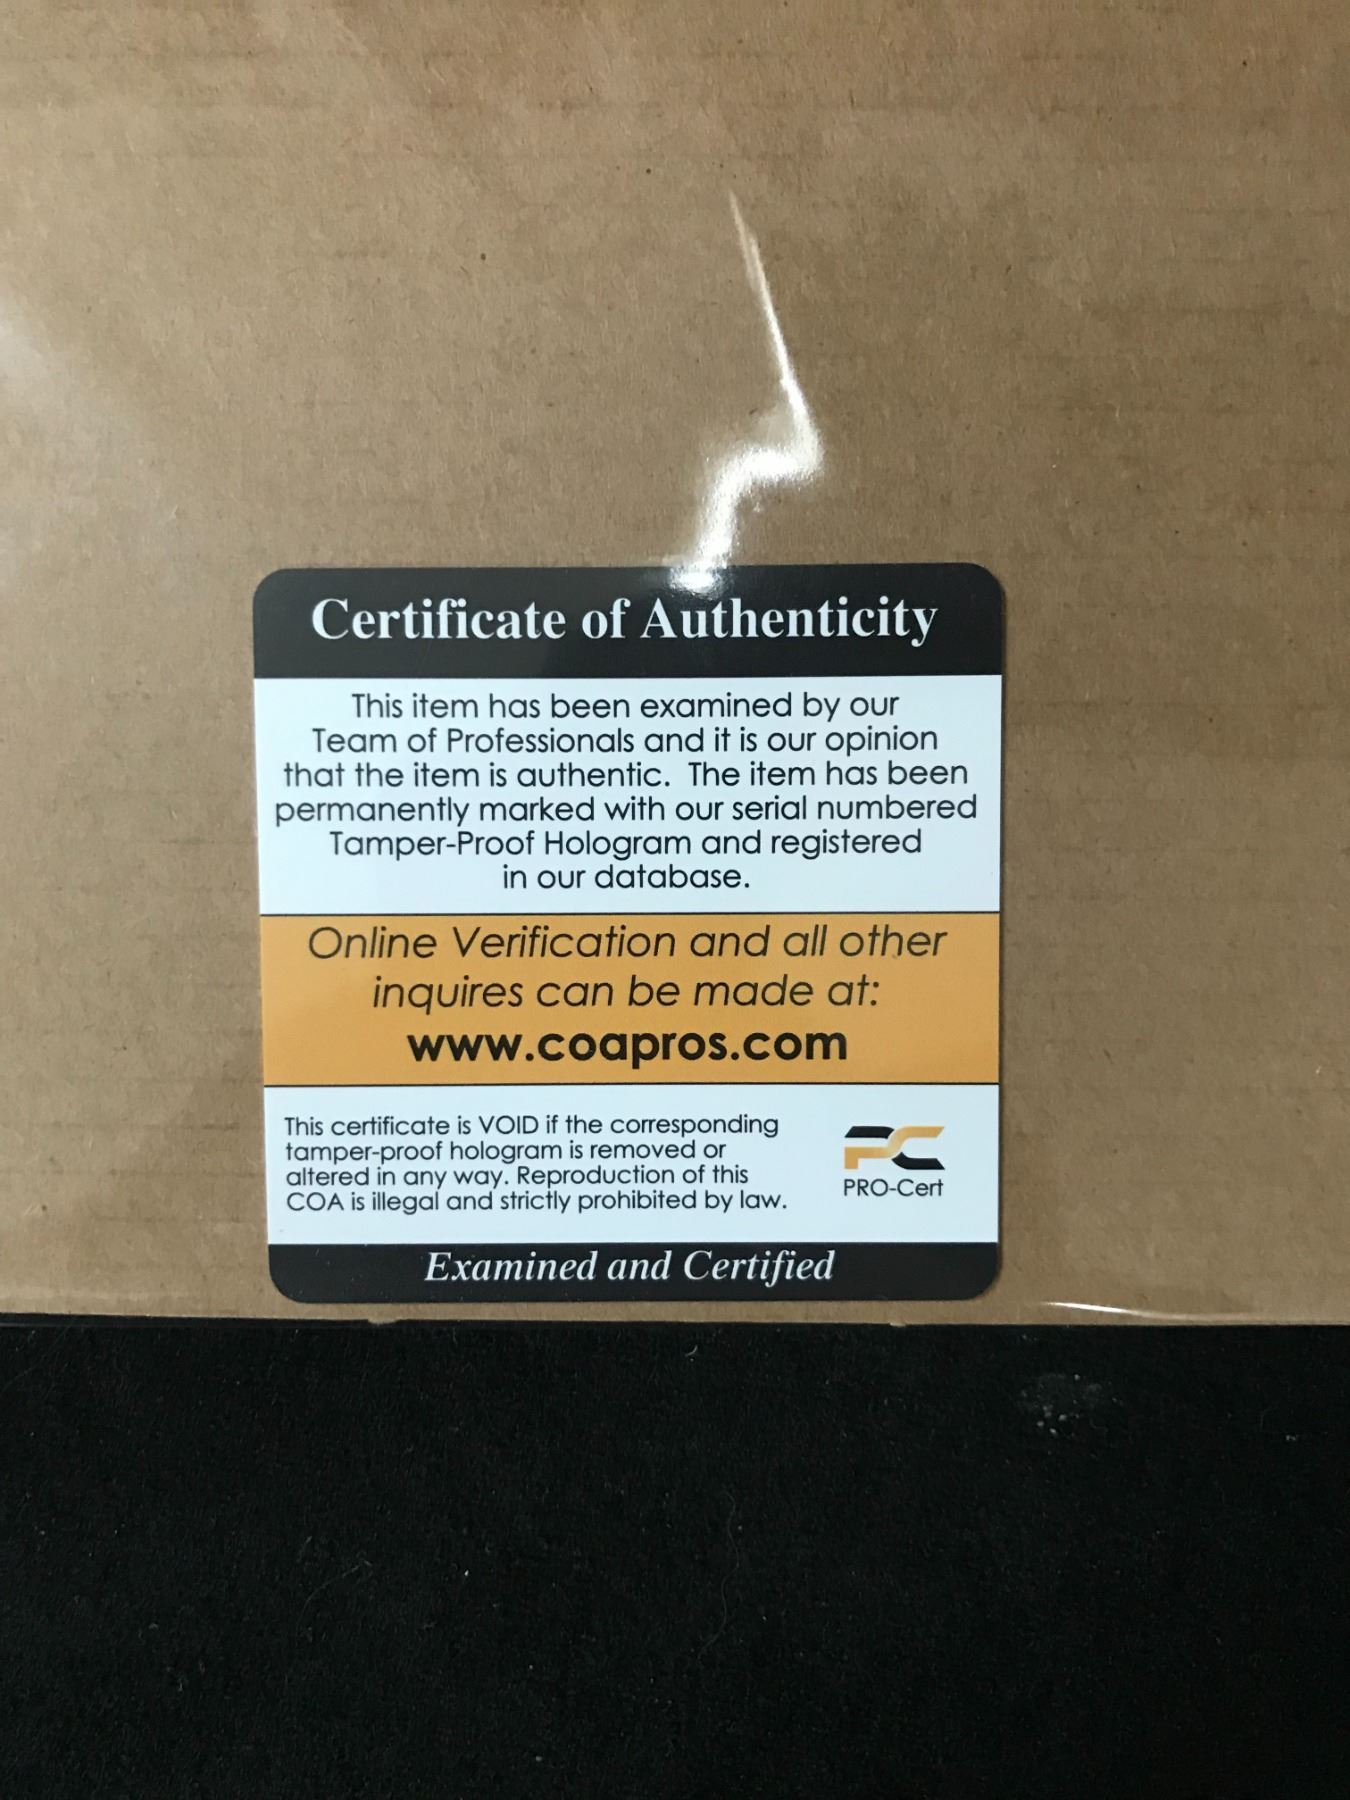 Certificate of Authenticity
This item has been examined by our
Team of Professionals and it is our opinion
that the item is authentic. The item has been
permanently marked with our serial numbered
Tamper-Proof Hologram and registered
in our database.
Online Verification and all other
inquires can be made at:
www.coapros.com
This certificate is VOID if the corresponding
tamper-proof hologram is removed or
altered in any way. Reproduction of this
COA is illegal and strictly prohibited by law.
PC
PRO-Cert
Examined and Certified